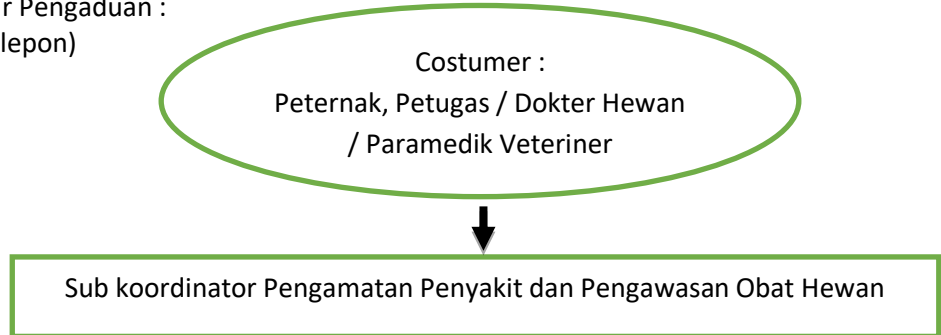 r Pengaduan :
lepon)
Costumer :
Peternak, Petugas / Dokter Hewan
/ Paramedik Veteriner
Sub koordinator Pengamatan Penyakit dan Pengawasan Obat Hewan